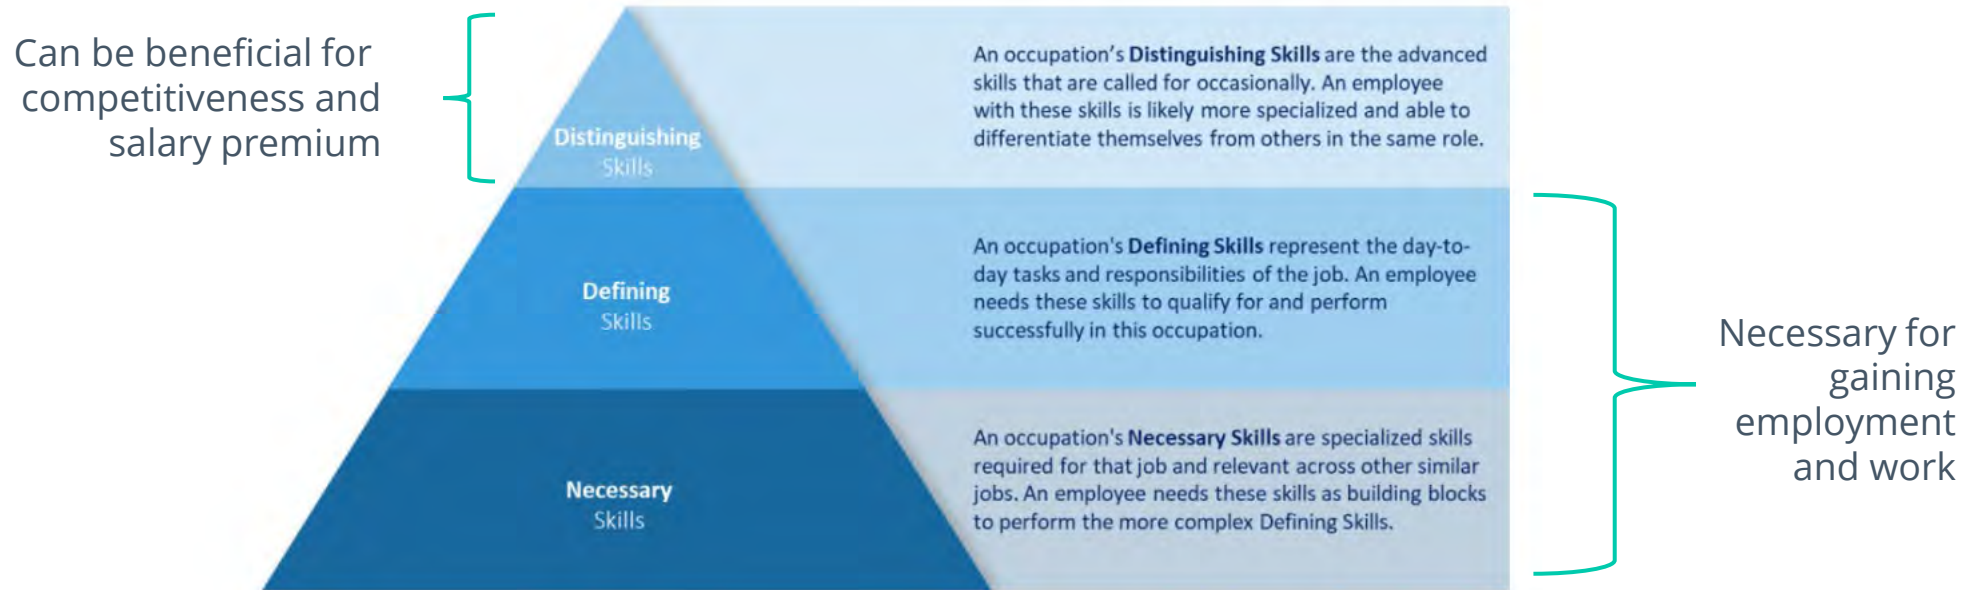 Can be beneficial for
competitiveness and
salary premium
Distinguishing
Skills
An occupation’s Distinguishing Skills are the advanced
skills that are called for occasionally. An employee
with these skills is likely more specialized and able to
differentiate themselves from others in the same role.
Defining
Skills
An occupation's Defining Skills represent the day-to-
day tasks and responsibilities of the job. An employee
needs these skills to qualify for and perform
successfully in this occupation.
Necessary
Skills
An occupation's Necessary Skills are specialized skills
required for that job and relevant across other similar
jobs. An employee needs these skills as building blocks
to perform the more complex Defining Skills.
Necessary for
gaining
employment
and work